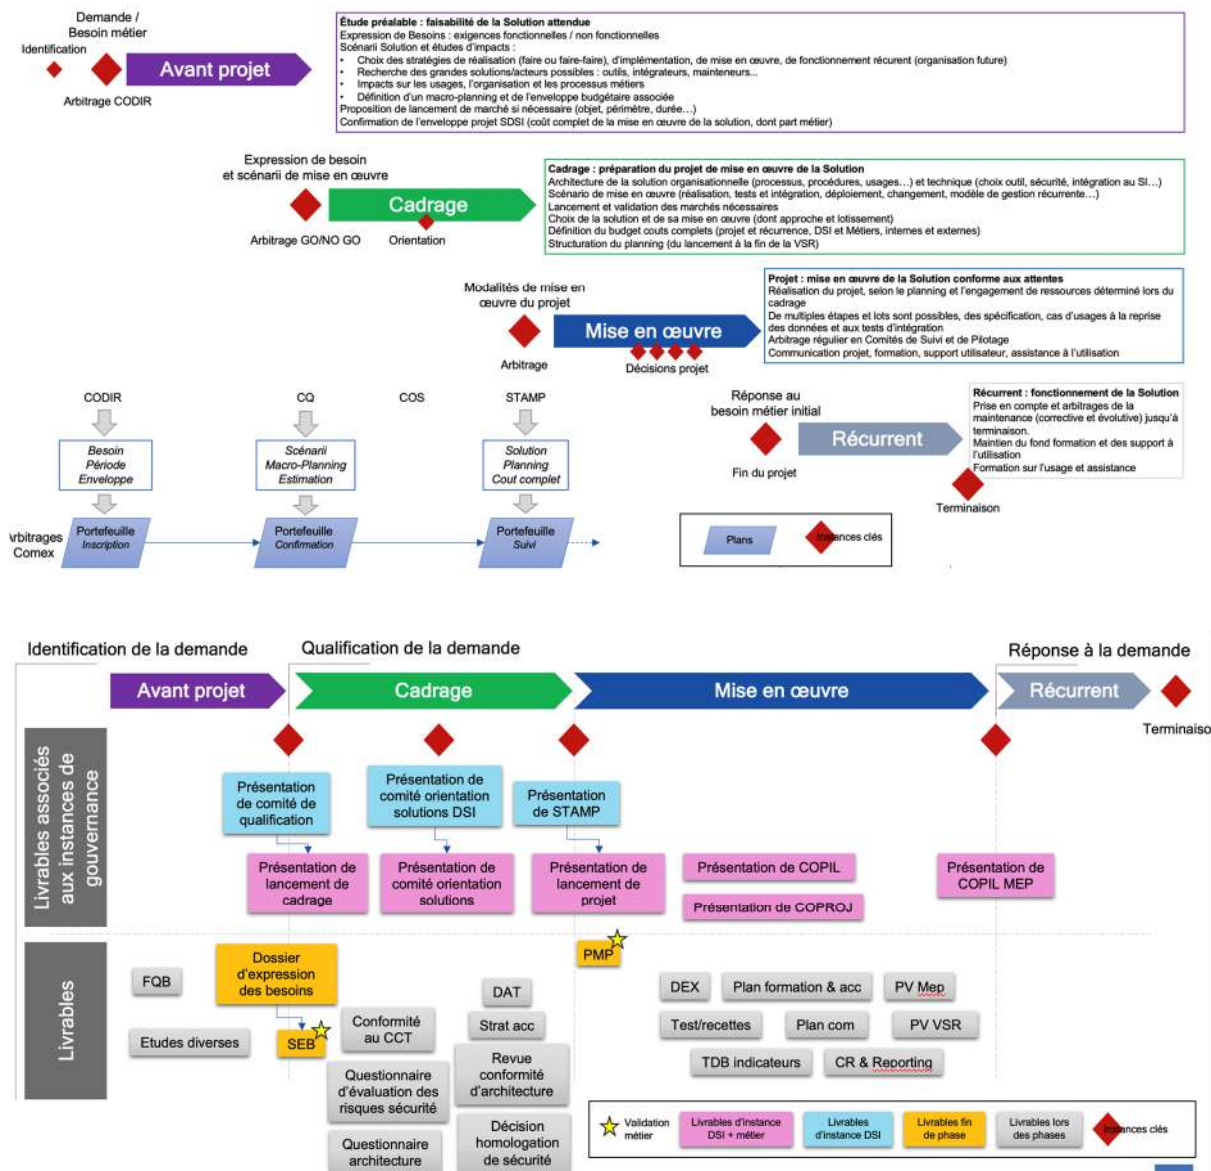 Demande /
Besoin métier
Identification
Avant projet
Arbitrage CODIR
Étude préalable : faisabilité de la Solution attendue
Expression de Besoins : exigences fonctionnelles / non fonctionnelles
Scénarii Solution et études d'impacts :
• Choix des stratégies de réalisation (faire ou faire-faire), d'implémentation, de mise en œuvre, de fonctionnement récurent (organisation future)
• Recherche des grandes solutions/acteurs possibles : outils, intégrateurs, mainteneurs...
• Impacts sur les usages, l'organisation et les processus métiers
• Définition d'un macro-planning et de l'enveloppe budgétaire associée
Proposition de lancement de marché si nécessaire (objet, périmètre, durée...)
Confirmation de l'enveloppe projet SDSI (coût complet de la mise en œuvre de la solution, dont part métier)
Expression de besoin
et scénarii de mise en œuvre
Cadrage
Arbitrage GO/NO GO
Orientation
Cadrage : préparation du projet de mise en œuvre de la Solution
Architecture de la solution organisationnelle (processus, procédures, usages...) et technique (choix outil, sécurité, intégration au SI...)
Scénario de mise en œuvre (réalisation, tests et intégration, déploiement, changement, modèle de gestion récurrente...)
Lancement et validation des marchés nécessaires
Choix de la solution et de sa mise en œuvre (dont approche et lotissement)
Définition du budget couts complets (projet et récurrence, DSI et Métiers, internes et externes)
Structuration du planning (du lancement à la fin de la VSR)
Modalités de mise en
œuvre du projet
Mise en œuvre
Arbitrage
Décisions projet
Projet : mise en œuvre de la Solution conforme aux attentes
Réalisation du projet, selon le planning et l'engagement de ressources déterminé lors du
cadrage
De multiples étapes et lots sont possibles, des spécification, cas d'usages à la reprise
des données et aux tests d'intégration
Arbitrage régulier en Comités de Suivi et de Pilotage
Communication projet, formation, support utilisateur, assistance à l'utilisation
Réponse au
besoin métier initial
Récurrent
Fin du projet
Récurrent : fonctionnement de la Solution
Prise en compte et arbitrages de la
maintenance (corrective et évolutive) jusqu'à
terminaison.
Maintien du fond formation et des support à
l'utilisation
Formation sur l'usage et assistance
Terminaison
CODIR
CQ
COS
STAMP
Besoin
Période
Enveloppe
Scénarii
Macro-Planning
Estimation
Solution
Planning
Cout complet
Arbitrages
Comex
Portefeuille
Inscription
Portefeuille
Confirmation
Portefeuille
Suivi
Plans
Instances clés
Identification de la demande
Qualification de la demande
Réponse à la demande
Avant projet
Cadrage
Mise en œuvre
Récurrent
Terminaiso
Livrables associés
aux instances de
gouvernance
Présentation
de comité de
qualification
Présentation de
comité orientation
solutions DSI
Présentation
de STAMP
Présentation de
lancement de
cadrage
Présentation de
comité orientation
solutions
Présentation de
lancement de
projet
Présentation de COPIL
Présentation de COPROJ
Présentation de
COPIL MEP
Livrables
FQB
Etudes diverses
Dossier
d'expression
des besoins
SEB
Conformité
au CCT
Questionnaire
d'évaluation des
risques sécurité
Questionnaire
architecture
DAT
Strat acc
Revue
conformité
d'architecture
Décision
homologation
de sécurité
PMP
DEX
Plan formation & acc
PV Mep
Test/recettes
Plan com
PV VSR
TDB indicateurs
CR & Reporting
Validation
métier
Livrables d'instance
DSI + métier
Livrables
d'instance DSI
Livrables fin
de phase
Livrables lors
des phases
Instances clés